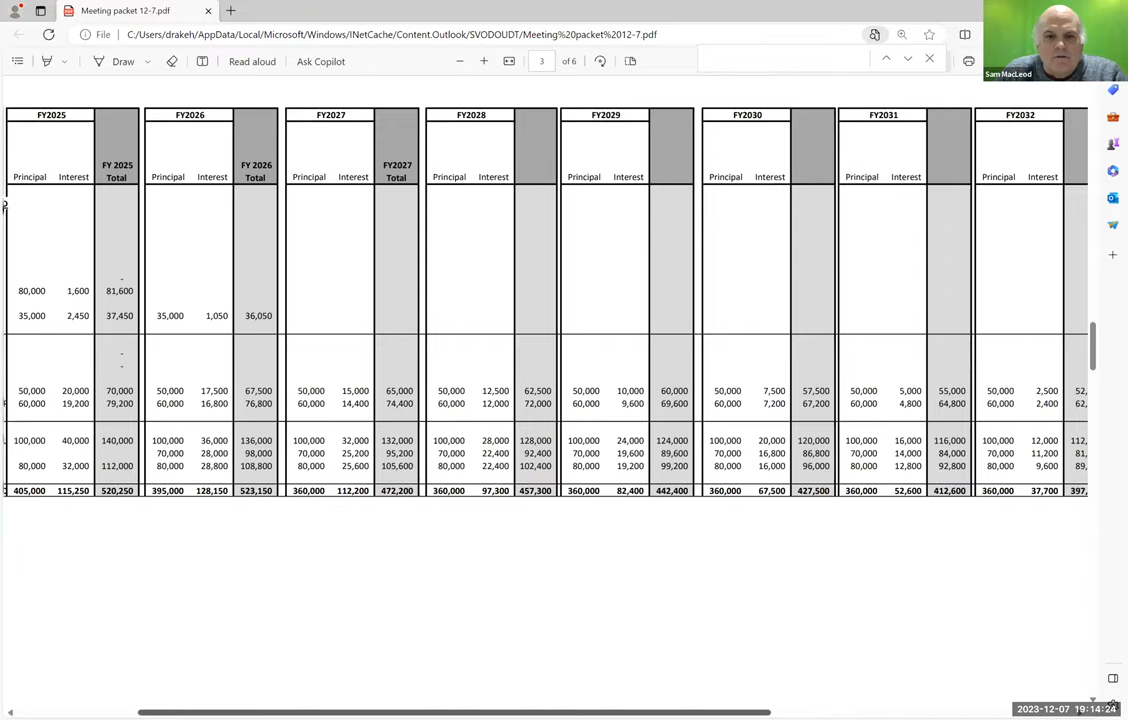 Meeting packet 12-7.pdf
File
C:/Users/drakeh/AppData/Local/Microsoft/Windows/INetCache/Content.Outlook/SVODOUDT/Meeting%20packet%2012-7.pdf
Draw
Read aloud
Ask Copilot
3 of 6
Sam MacLeod
FY2025 FY2026 FY2027 FY2028 FY2029 FY2030 FY2031 FY2032
FY 2025 FY 2026 FY2027
Principal Interest Total Principal Interest Total Principal Interest Total Principal Interest Principal Interest Principal Interest Principal Interest Principal Interest
-
80,000 1,600 81,600
35,000 2,450 37,450 35,000 1,050 36,050
-
-
50,000 20,000 70,000 50,000 17,500 67,500 50,000 15,000 65,000 50,000 12,500 62,500 50,000 10,000 60,000 50,000 7,500 57,500 50,000 5,000 55,000 50,000 2,500 52,
60,000 19,200 79,200 60,000 16,800 76,800 60,000 14,400 74,400 60,000 12,000 72,000 60,000 9,600 69,600 60,000 7,200 67,200 60,000 4,800 64,800 60,000 2,400 62,
100,000 40,000 140,000 100,000 36,000 136,000 100,000 32,000 132,000 100,000 28,000 128,000 100,000 24,000 124,000 100,000 20,000 120,000 100,000 16,000 116,000 100,000 12,000 112,
70,000 28,000 98,000 70,000 25,200 95,200 70,000 22,400 92,400 70,000 19,600 89,600 70,000 16,800 86,800 70,000 14,000 84,000 70,000 11,200 81,
80,000 32,000 112,000 80,000 28,800 108,800 80,000 25,600 105,600 80,000 22,400 102,400 80,000 19,200 99,200 80,000 16,000 96,000 80,000 12,800 92,800 80,000 9,600 89,
405,000 115,250 520,250 395,000 128,150 523,150 360,000 112,200 472,200 360,000 97,300 457,300 360,000 82,400 442,400 360,000 67,500 427,500 360,000 52,600 412,600 360,000 37,700 397,
2023-12-07 19:14:24